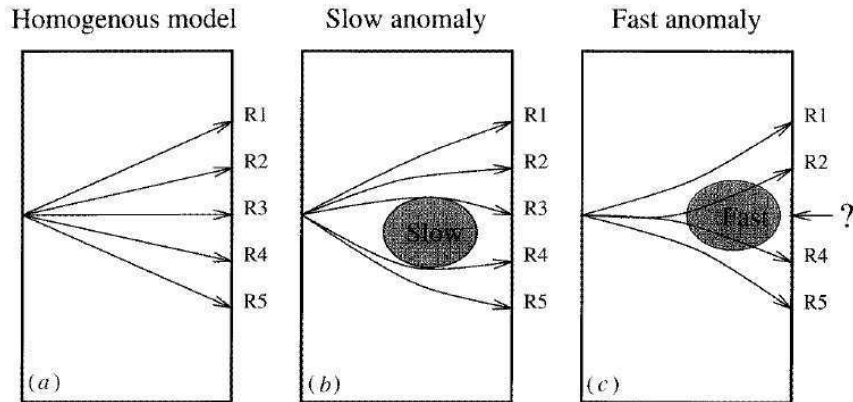 Homogenous model
Slow anomaly
Fast anomaly
R1
R2
R3
R4
R5
(a)
R1
R2
R3
R4
R5
Slow
(b)
R1
R2
?
R4
R5
Fast
(c)